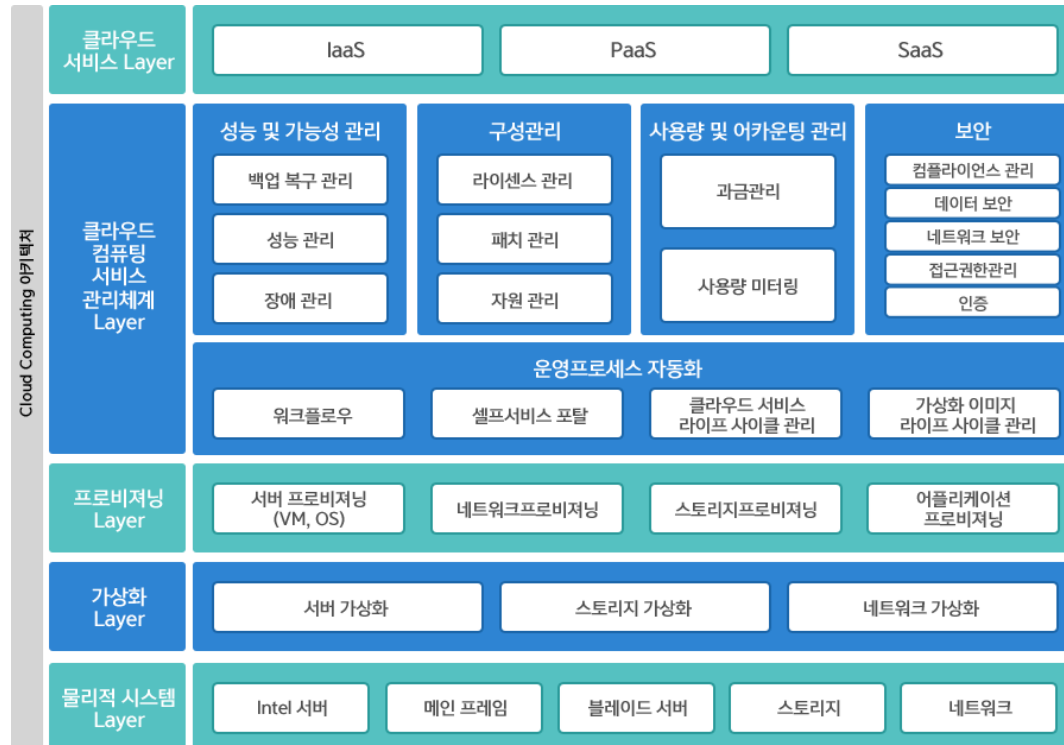 Cloud Computing 아키텍처
클라우드
서비스 Layer
IaaS
PaaS
SaaS
클라우드
컴퓨팅
서비스
관리체계
Layer
성능 및 가능성 관리
백업 복구 관리
성능 관리
장애 관리
구성관리
라이센스 관리
패치 관리
자원 관리
사용량 및 어카운팅 관리
과금관리
사용량 미터링
보안
컴플라이언스 관리
데이터 보안
네트워크 보안
접근권한관리
인증
운영프로세스 자동화
워크플로우
셀프서비스 포탈
클라우드 서비스
라이프 사이클 관리
가상화 이미지
라이프 사이클 관리
프로비져닝
Layer
서버 프로비져닝
(VM, OS)
네트워크프로비져닝
스토리지프로비져닝
어플리케이션
프로비져닝
가상화
Layer
서버 가상화
스토리지 가상화
네트워크 가상화
물리적 시스템
Layer
Intel 서버
메인 프레임
블레이드 서버
스토리지
네트워크